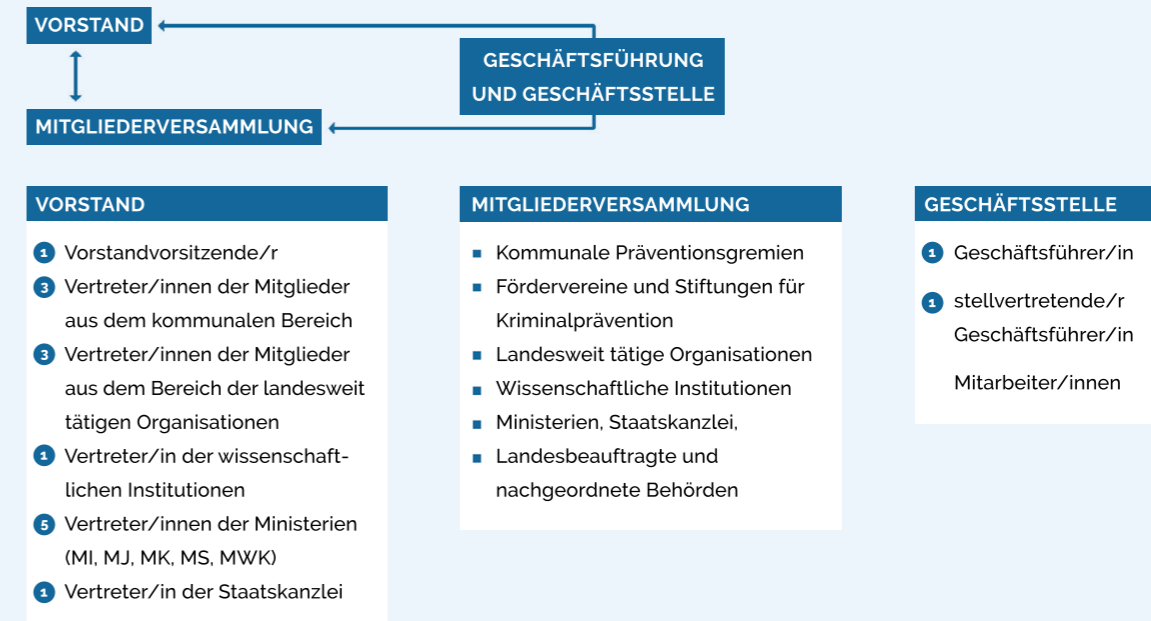 VORSTAND
GESCHÄFTSFÜHRUNG
UND GESCHÄFTSSTELLE
MITGLIEDERVERSAMMLUNG
VORSTAND
1 Vorstandvorsitzende/r
3 Vertreter/innen der Mitglieder
aus dem kommunalen Bereich
3 Vertreter/innen der Mitglieder
aus dem Bereich der landesweit
tätigen Organisationen
1 Vertreter/in der wissenschaft-
lichen Institutionen
5 Vertreter/innen der Ministerien
(MI, MJ, MK, MS, MWK)
1 Vertreter/in der Staatskanzlei
MITGLIEDERVERSAMMLUNG
▪ Kommunale Präventionsgremien
▪ Fördervereine und Stiftungen für
Kriminalprävention
▪ Landesweit tätige Organisationen
▪ Wissenschaftliche Institutionen
▪ Ministerien, Staatskanzlei,
▪ Landesbeauftragte und
nachgeordnete Behörden
GESCHÄFTSSTELLE
1 Geschäftsführer/in
1 stellvertretende/r
Geschäftsführer/in
Mitarbeiter/innen